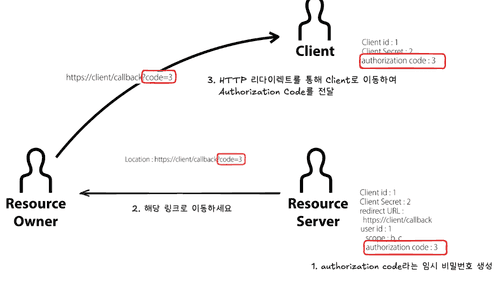 Client
Client id : 1
Client Secret : 2
authorization code : 3
https://client/callback?code=3
3. HTTP 리다이렉트를 통해 Client로 이동하여
Authorization Code를 전달
Location : https://client/callback?code=3
Resource
Owner
2. 해당 링크로 이동하세요
Resource
Server
Client id : 1
Client Secret : 2
redirect URL :
https://client/callback
user id : 1
scope : b, c
authorization code : 3
1. authorization code라는 임시 비밀번호 생성